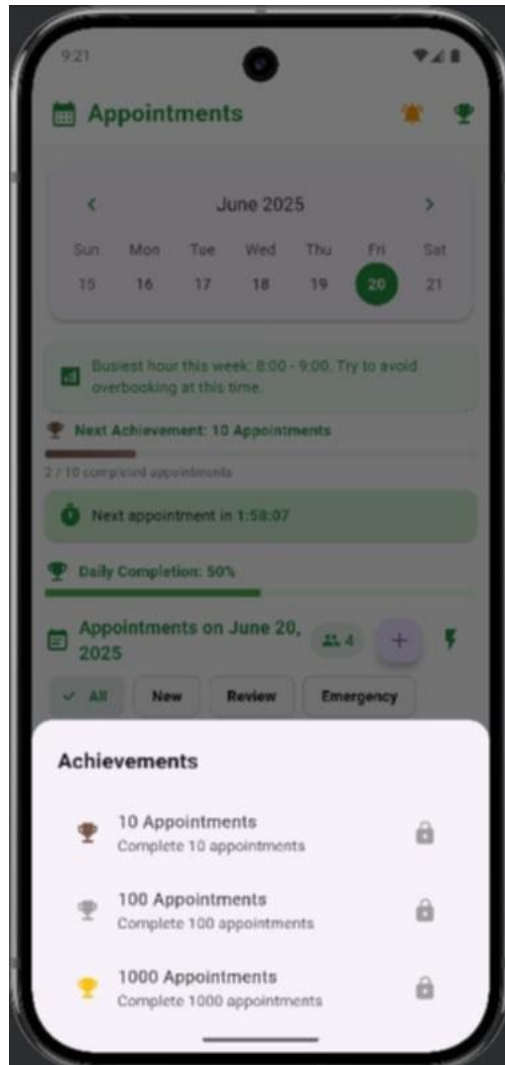 9:21
Appointments
June 2025
Sun Mon Tue Wed Thu Fri Sat
15 16 17 18 19 20 21
Busiest hour this week: 8:00 - 9:00. Try to avoid
overbooking at this time.
Next Achievement: 10 Appointments
2 / 10 completed appointments
Next appointment in 1:58:07
Daily Completion: 50%
Appointments on June 20,
2025
4
+
All New Review Emergency
Achievements
10 Appointments
Complete 10 appointments
100 Appointments
Complete 100 appointments
1000 Appointments
Complete 1000 appointments